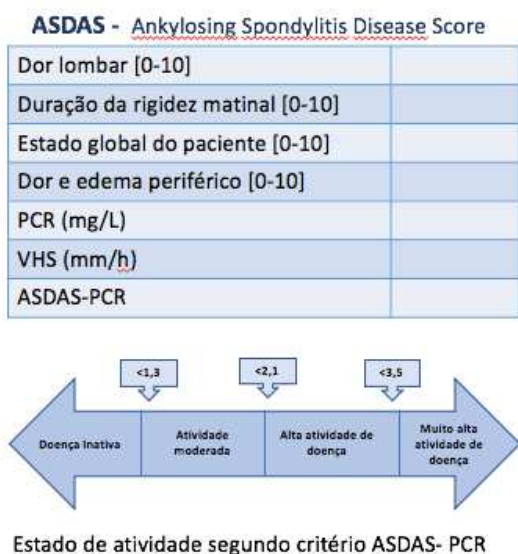 ASDAS - Ankylosing Spondylitis Disease Score
Dor lombar [0-10]
Duração da rigidez matinal [0-10]
Estado global do paciente [0-10]
Dor e edema periférico [0-10]
PCR (mg/L)
VHS (mm/h)
ASDAS-PCR
<1,3
<2,1
<3,5
Doença Inativa
Atividade
moderada
Alta atividade de
doença
Muito alta
atividade de
doença
Estado de atividade segundo critério ASDAS- PCR